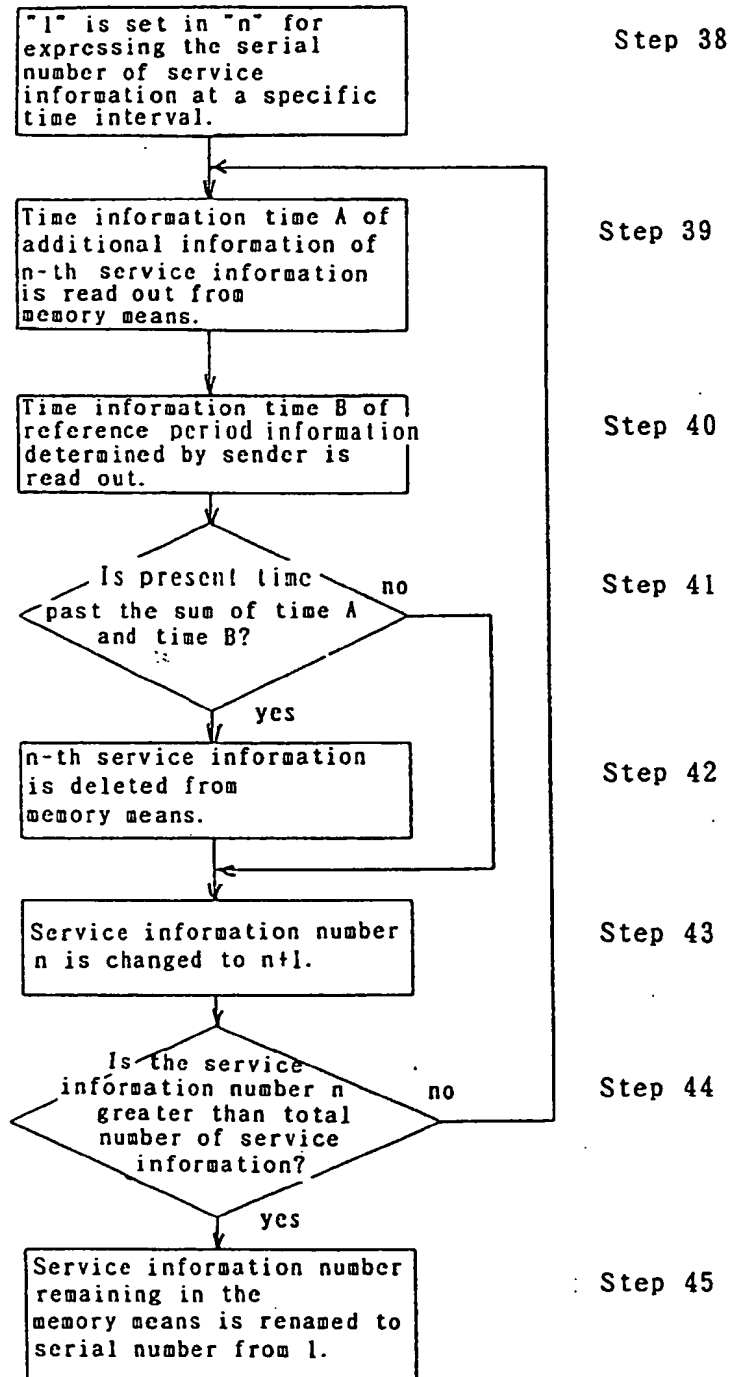 "1" is set in "n" for
expressing the serial
number of service
information at a specific
time interval.
Step 38
Time information time A of
additional information of
n-th service information
is read out from
memory means.
Step 39
Time information time B of
reference period information
determined by sender is
read out.
Step 40
Is present time
past the sum of time A
and time B?
no
yes
Step 41
n-th service information
is deleted from
memory means.
Step 42
Service information number
n is changed to n+1.
Step 43
Is the service
information number n
greater than total
number of service
information?
no
yes
Step 44
Service information number
remaining in the
memory means is renamed to
serial number from 1.
Step 45